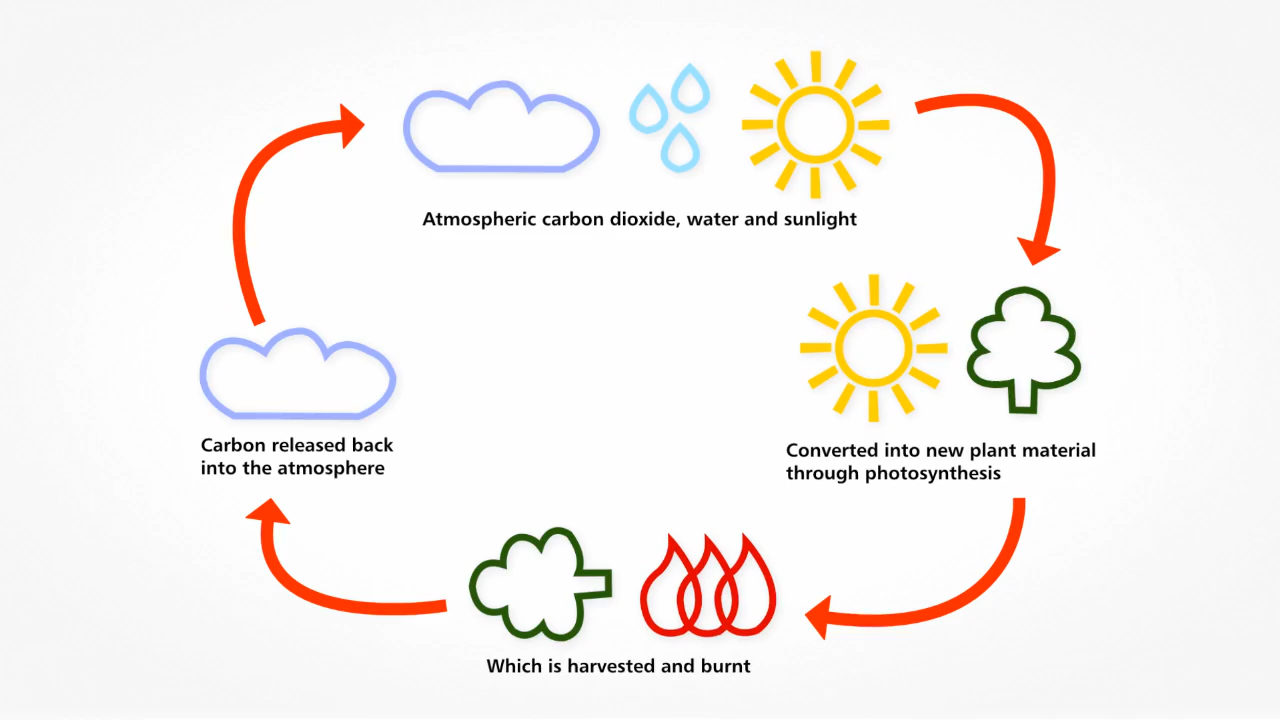 Atmospheric carbon dioxide, water and sunlight
Converted into new plant material
through photosynthesis
Which is harvested and burnt
Carbon released back
into the atmosphere